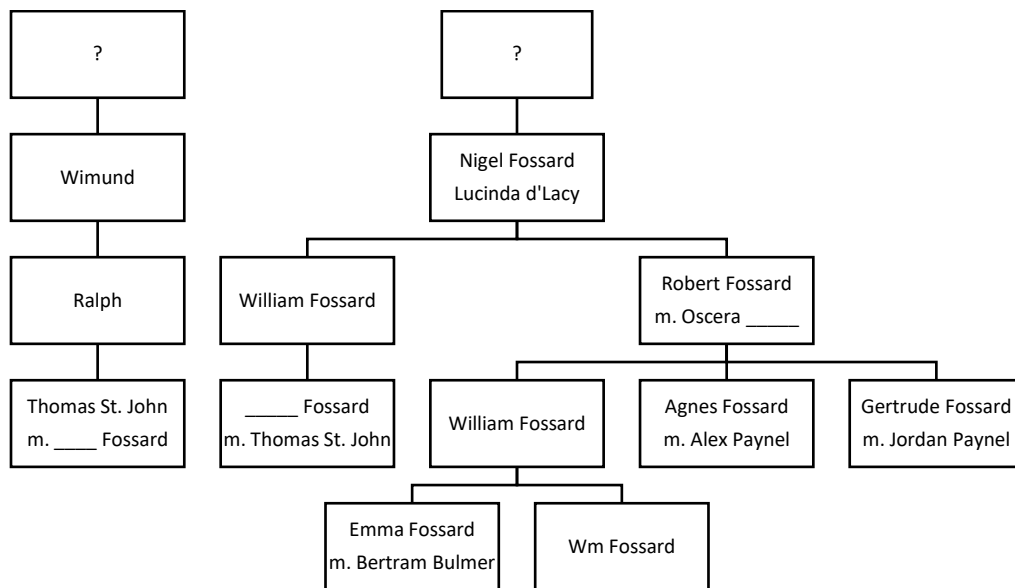 ?
?
Wimund
Nigel Fossard
Lucinda d'Lacy
Ralph
William Fossard
Robert Fossard
m. Oscera _____
Thomas St. John
m. ____ Fossard
_____ Fossard
m. Thomas St. John
William Fossard
Agnes Fossard
m. Alex Paynel
Gertrude Fossard
m. Jordan Paynel
Emma Fossard
m. Bertram Bulmer
Wm Fossard